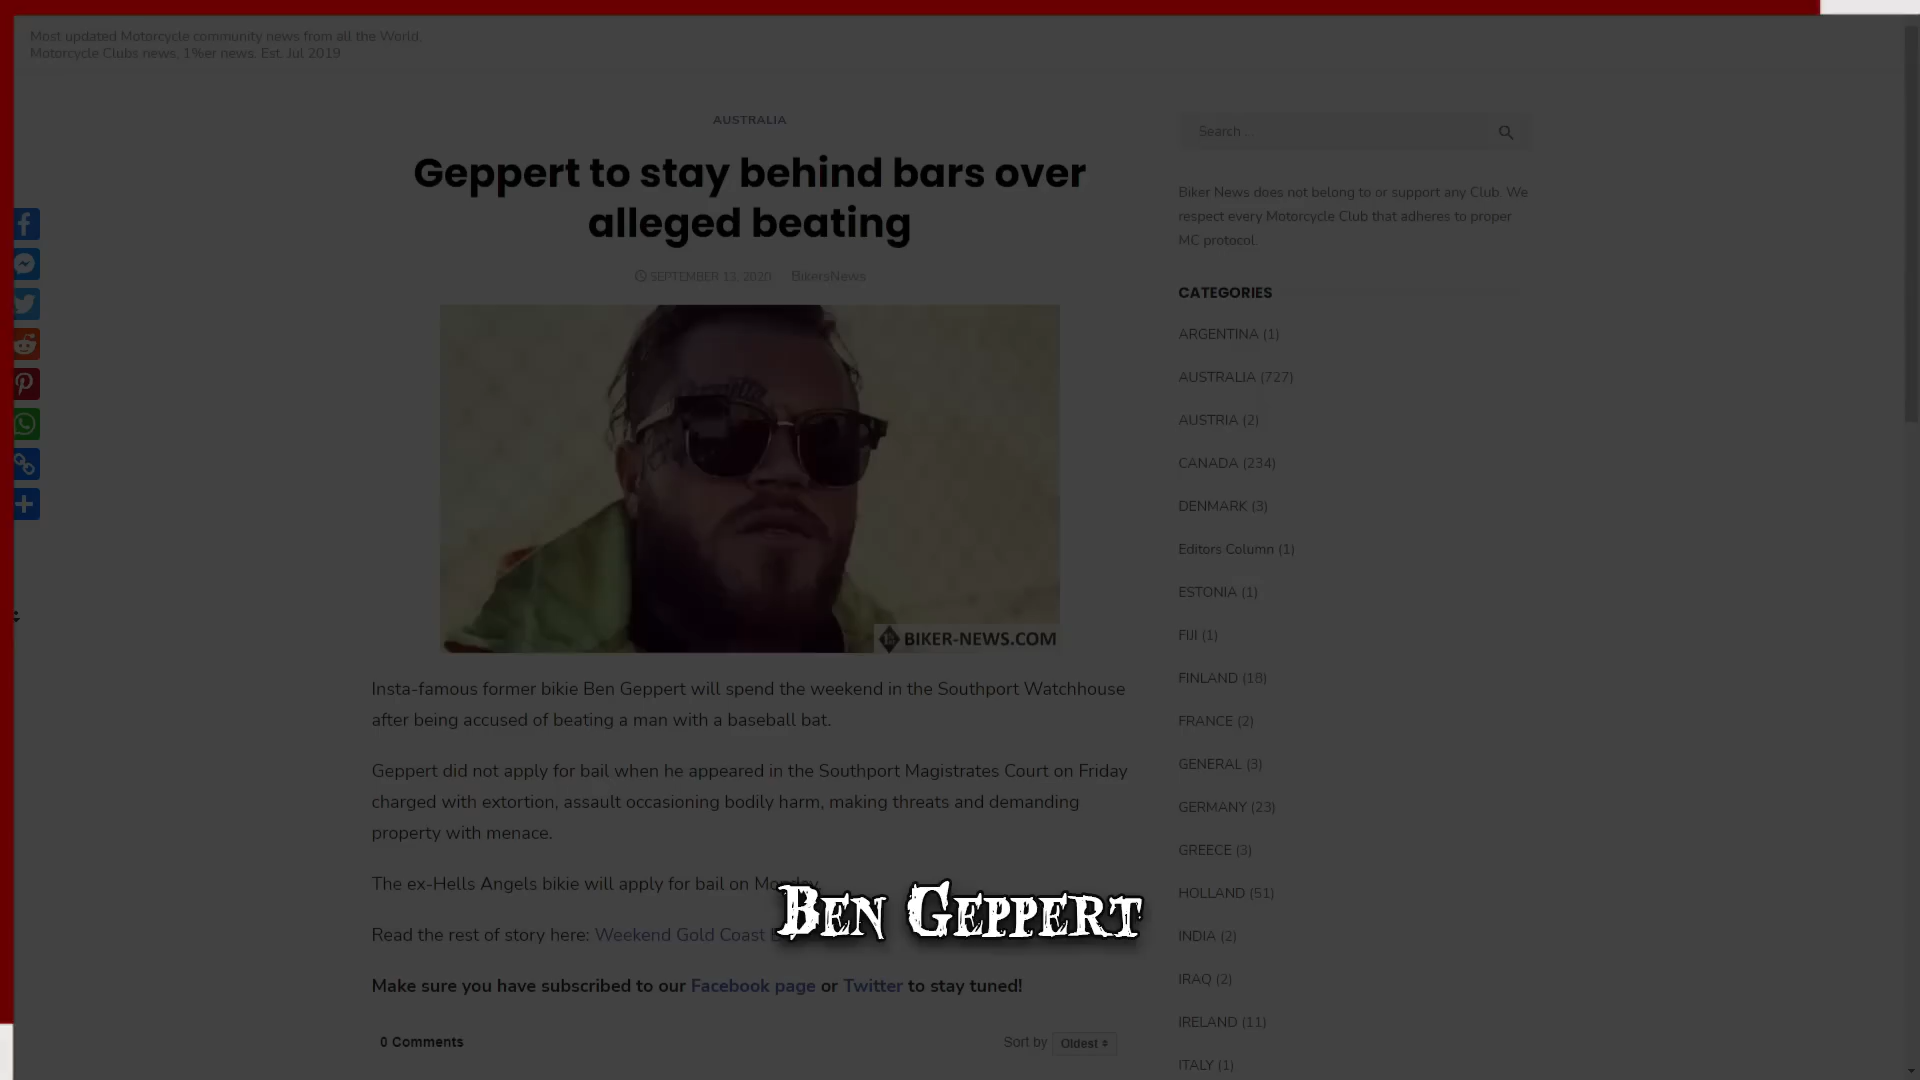 Most updated Motorcycle community news from all the World.
Motorcycle Clubs news, 1%er news. Est. Jul 2019
AUSTRALIA
Geppert to stay behind bars over
alleged beating
SEPTEMBER 13, 2020 BikersNews
BIKER-NEWS.COM
Insta-famous former bikie Ben Geppert will spend the weekend in the Southport Watchhouse
after being accused of beating a man with a baseball bat.
Geppert did not apply for bail when he appeared in the Southport Magistrates Court on Friday
charged with extortion, assault occasioning bodily harm, making threats and demanding
property with menace.
The ex-Hells Angels bikie will apply for bail on Monday.
Read the rest of story here: Weekend Gold Coast
Ben Geppert
Make sure you have subscribed to our Facebook page or Twitter to stay tuned!
0 Comments
Sort by Oldest
Search ...
Biker News does not belong to or support any Club. We
respect every Motorcycle Club that adheres to proper
MC protocol.
CATEGORIES
ARGENTINA (1)
AUSTRALIA (727)
AUSTRIA (2)
CANADA (234)
DENMARK (3)
Editors Column (1)
ESTONIA (1)
FIJI (1)
FINLAND (18)
FRANCE (2)
GENERAL (3)
GERMANY (23)
GREECE (3)
HOLLAND (51)
INDIA (2)
IRAQ (2)
IRELAND (11)
ITALY (1)